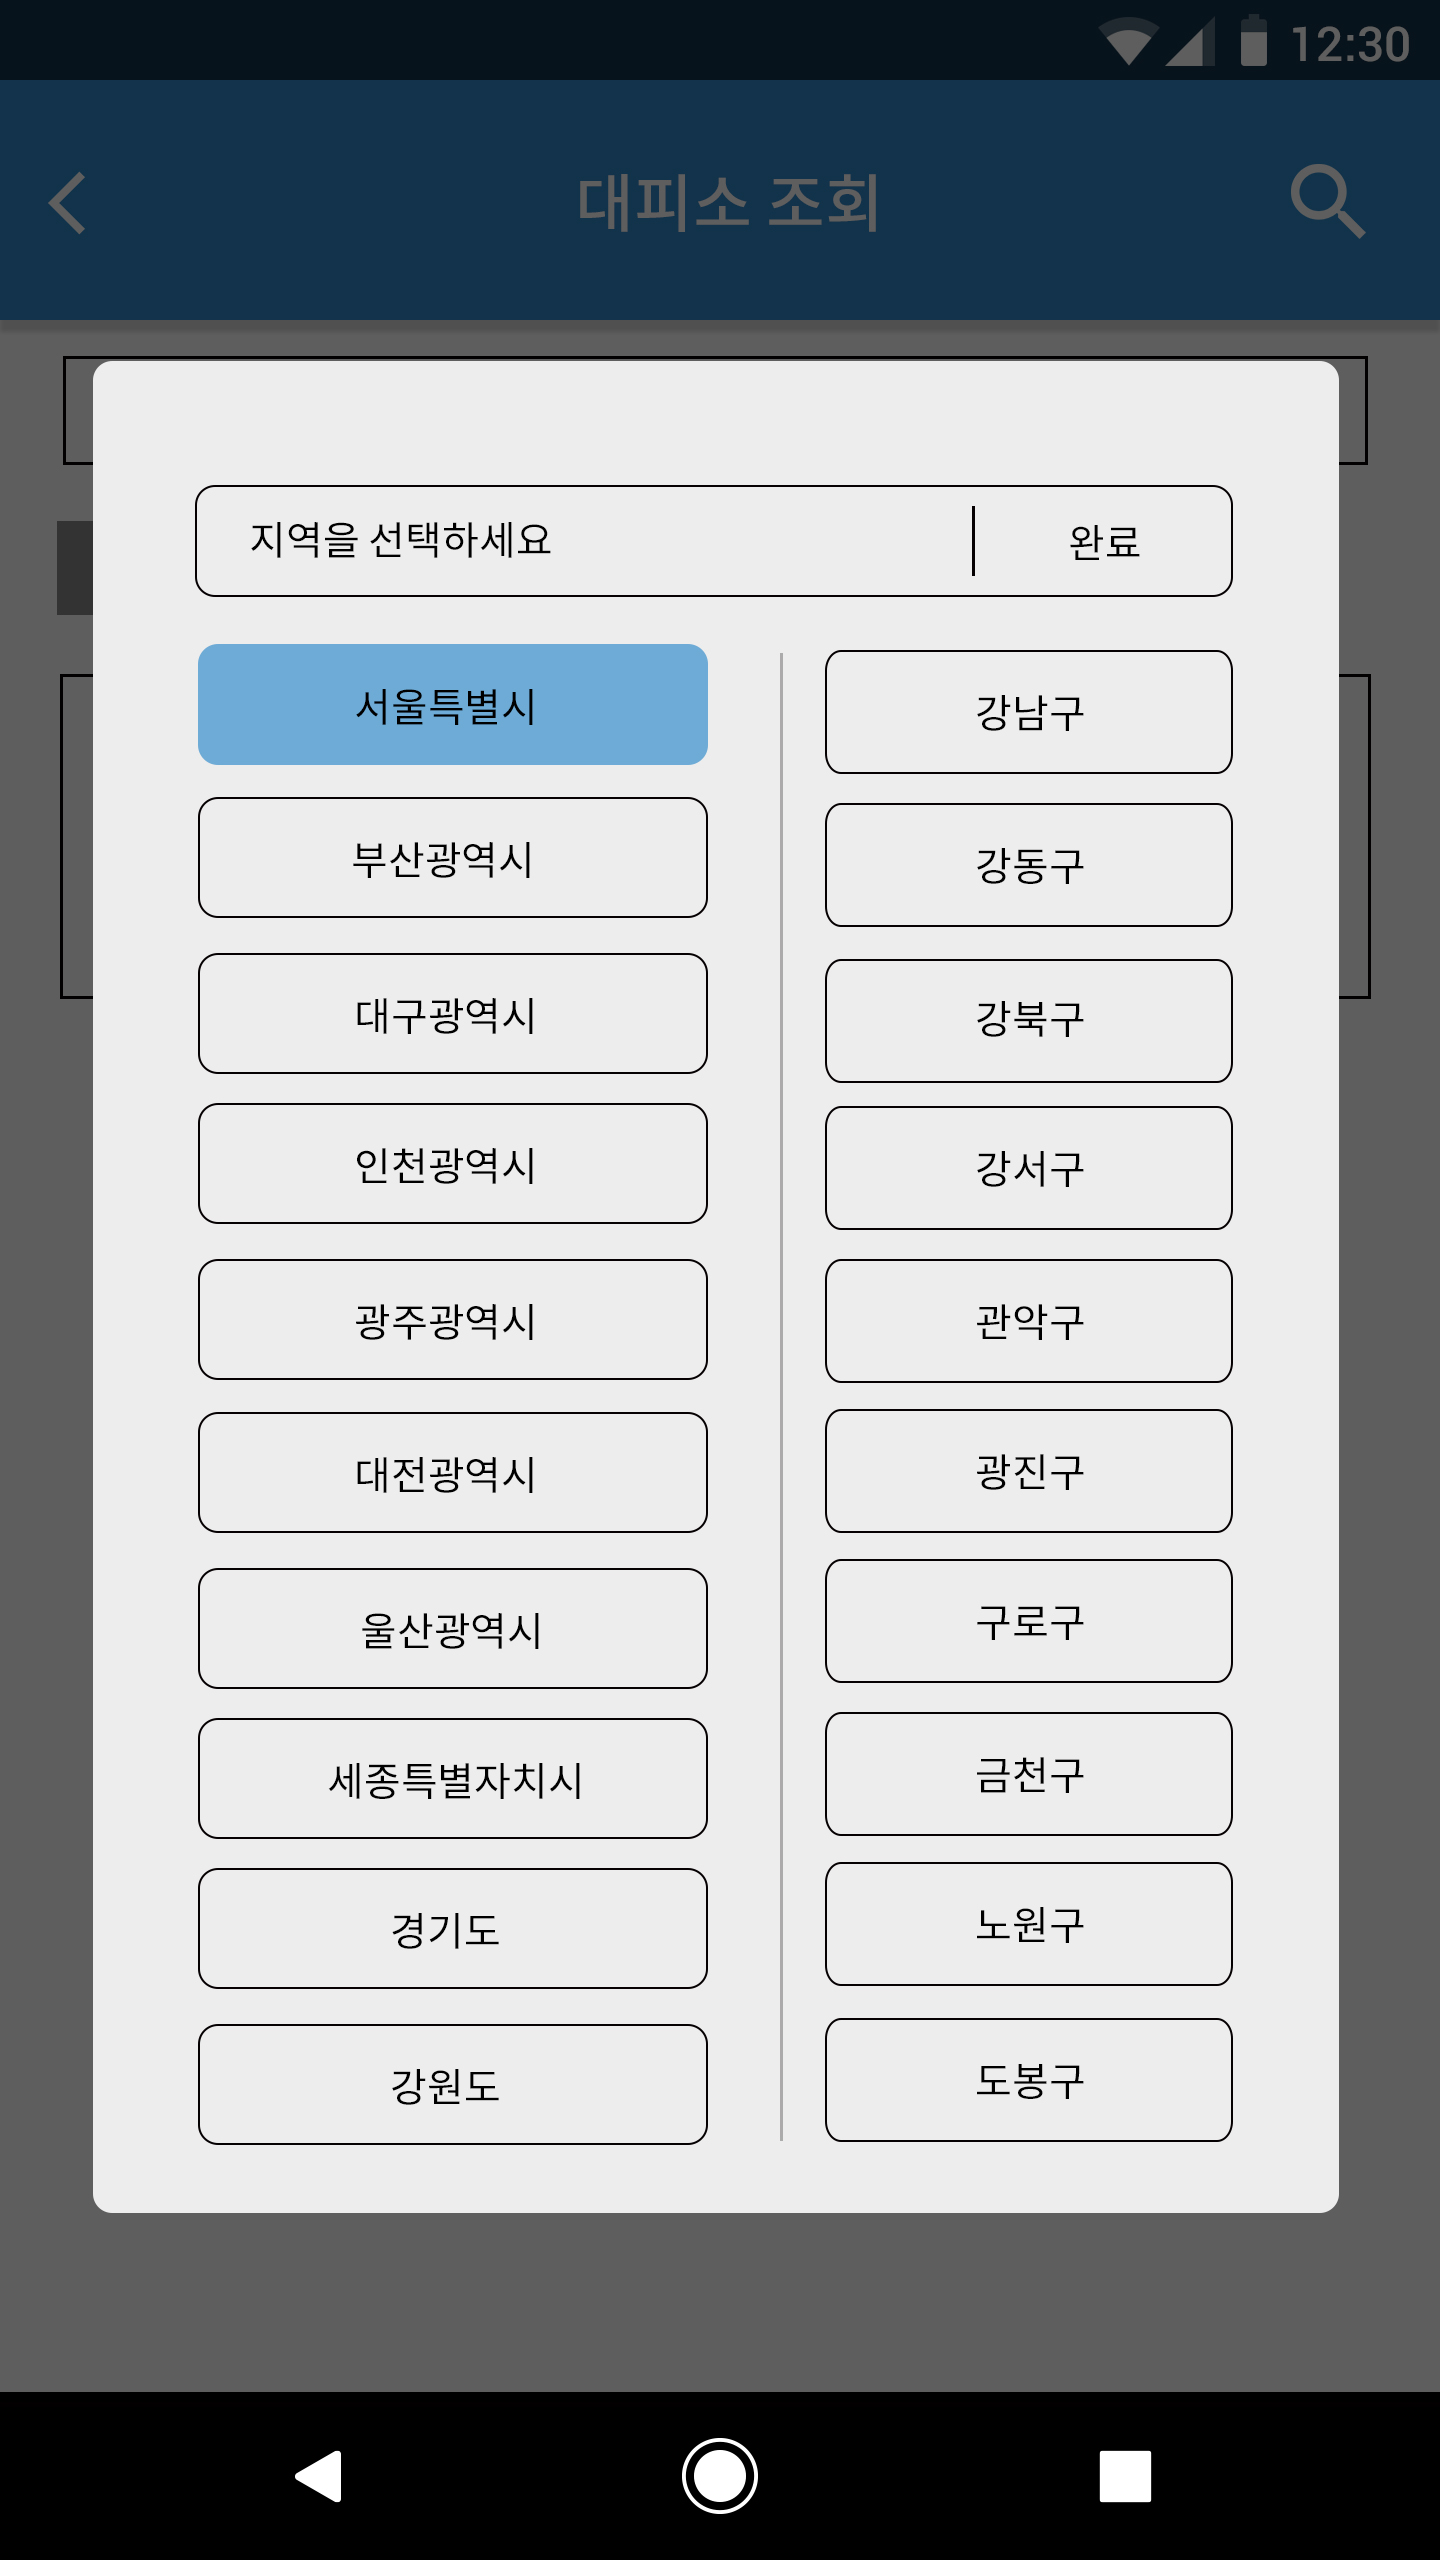 12:30
대피소 조회
지역을 선택하세요
완료
서울특별시
강남구
부산광역시
강동구
대구광역시
강북구
인천광역시
강서구
광주광역시
관악구
대전광역시
광진구
울산광역시
구로구
세종특별자치시
금천구
경기도
노원구
강원도
도봉구